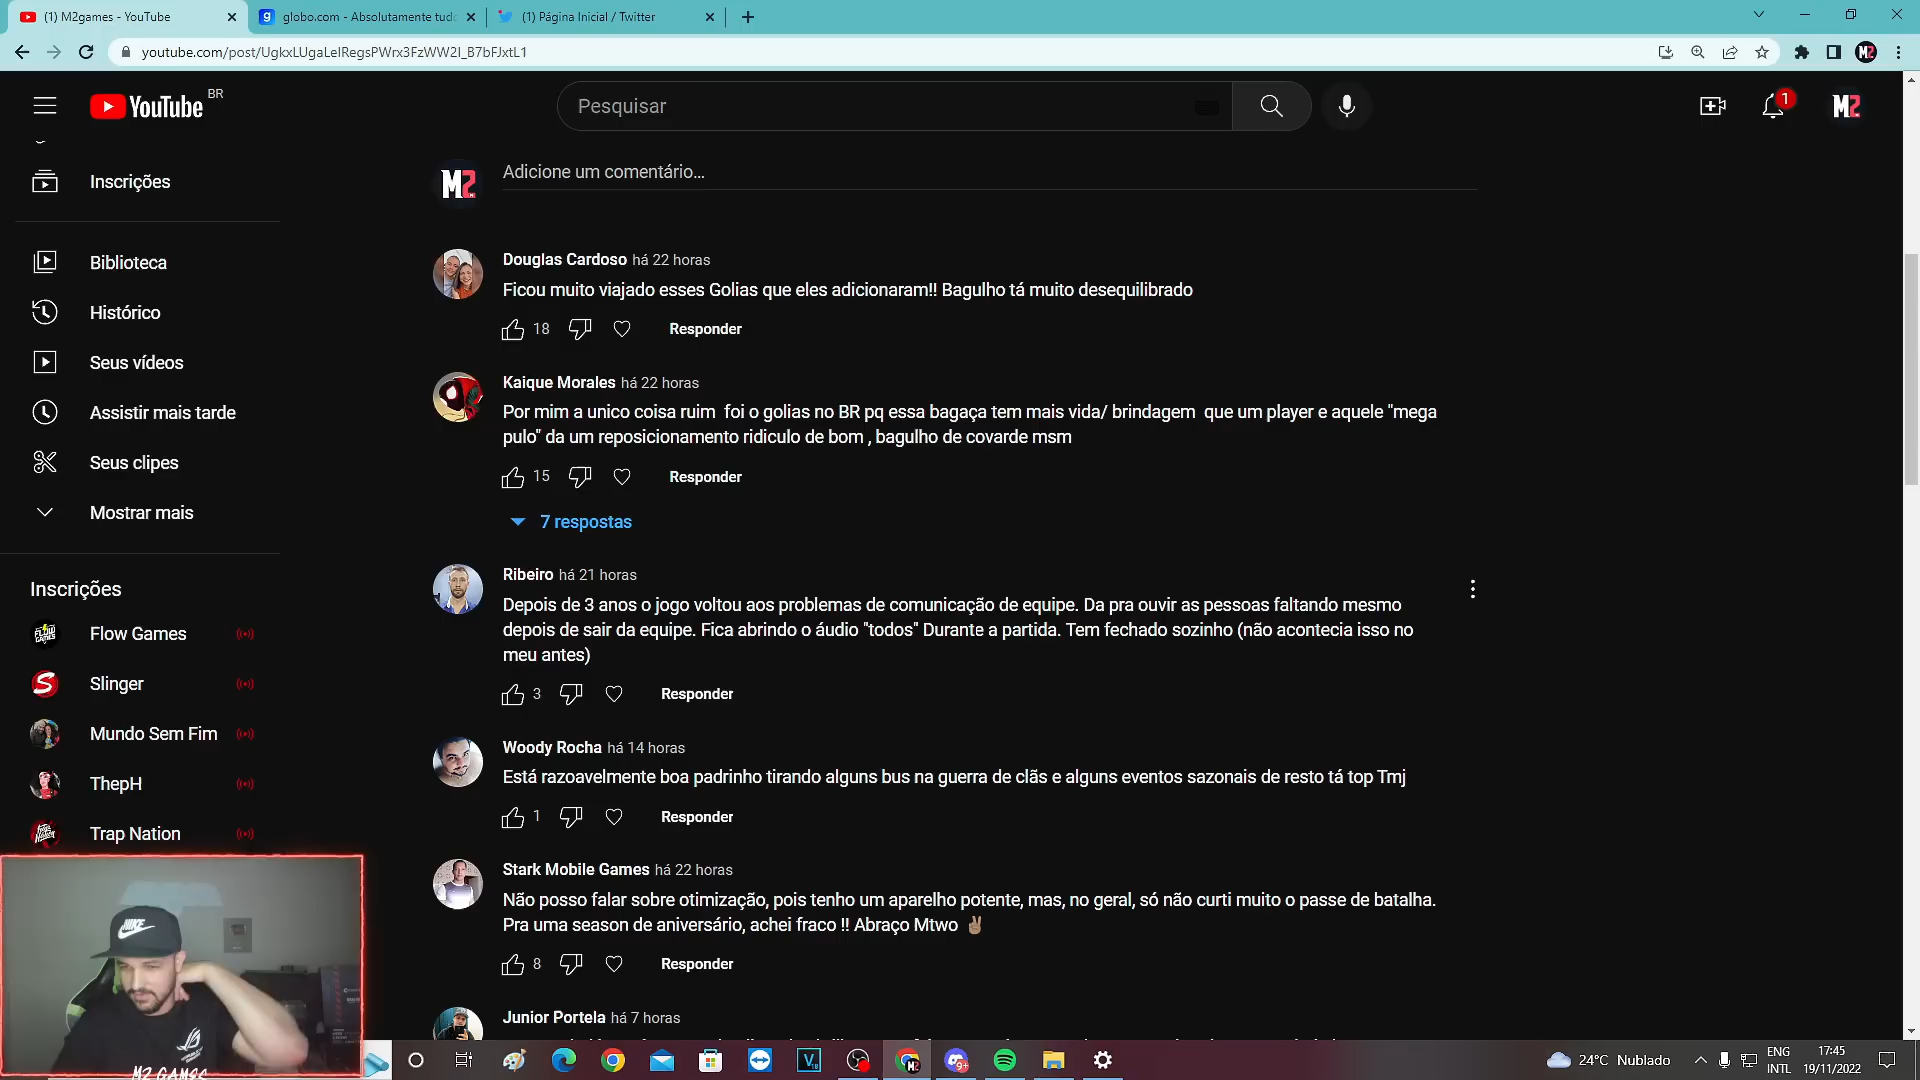 (1) M2games - YouTube
globo.com - Absolutamente tud
(1) Página Inicial / Twitter
YouTube BR
Pesquisar
1
M2
Inscrições
Biblioteca
Histórico
Seus vídeos
Assistir mais tarde
Seus clipes
Mostrar mais
Inscrições
Flow Games
Slinger
Mundo Sem Fim
ThepH
Trap Nation
M2
Adicione um comentário...
Douglas Cardoso há 22 horas
Ficou muito viajado esses Golias que eles adicionaram!! Bagulho tá muito desequilibrado
18 Responder
Kaique Morales há 22 horas
Por mim a unico coisa ruim foi o golias no BR pq essa bagaça tem mais vida/ brindagem que um player e aquele "mega
pulo" da um reposicionamento ridiculo de bom , bagulho de covarde msm
15 Responder
7 respostas
Ribeiro há 21 horas
Depois de 3 anos o jogo voltou aos problemas de comunicação de equipe. Da pra ouvir as pessoas faltando mesmo
depois de sair da equipe. Fica abrindo o áudio "todos" Durante a partida. Tem fechado sozinho (não acontecia isso no
meu antes)
3 Responder
Woody Rocha há 14 horas
Está razoavelmente boa padrinho tirando alguns bus na guerra de clãs e alguns eventos sazonais de resto tá top Tmj
1 Responder
Stark Mobile Games há 22 horas
Não posso falar sobre otimização, pois tenho um aparelho potente, mas, no geral, só não curti muito o passe de batalha.
Pra uma season de aniversário, achei fraco !! Abraço Mtwo ✌🏽
8 Responder
Junior Portela há 7 horas
M2 GAMES
24°C Nublado
ENG
INTL
17:45
19/11/2022